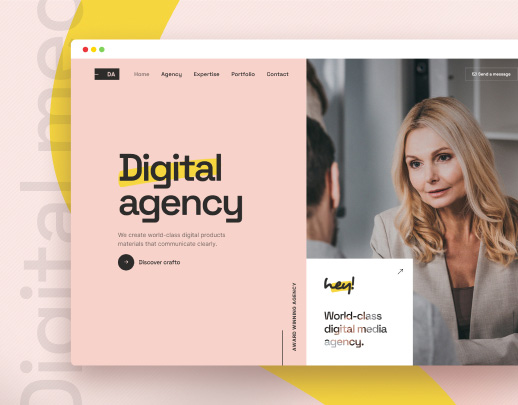 Digital med
DA
Home Agency Expertise Portfolio Contact
Send a message
Digital
agency
We create world-class digital products
materials that communicate clearly.
Discover crafto
AWARD WINNING AGENCY
hey!
World-class
digital media
agency.